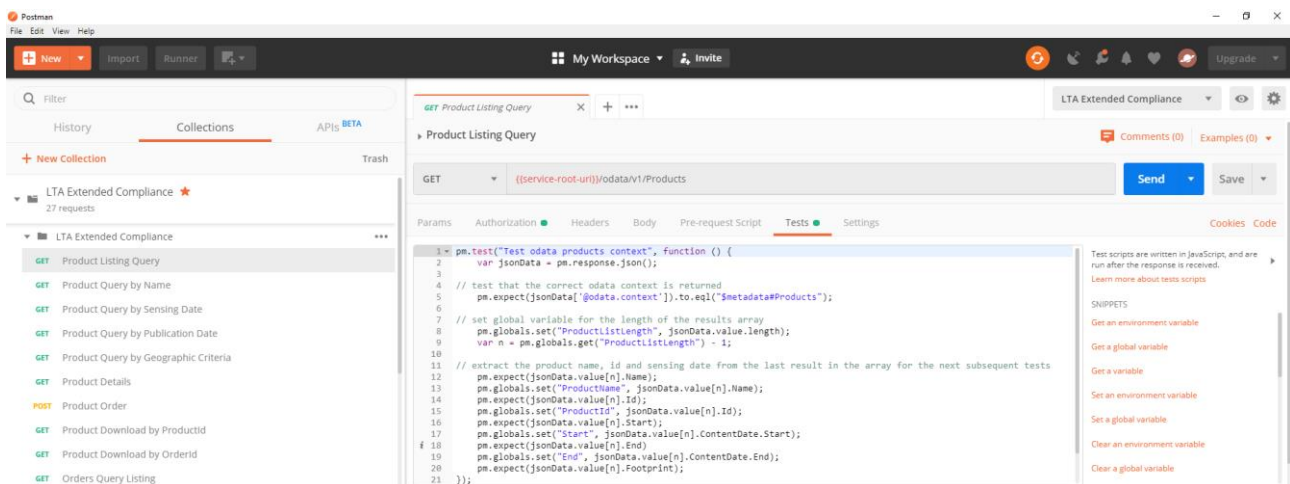 Postman
File Edit View Help
New Import Runner My Workspace Invite Upgrade
Filter
History Collections APIs BETA
+ New Collection Trash
LTA Extended Compliance
27 requests
LTA Extended Compliance
GET Product Listing Query
GET Product Query by Name
GET Product Query by Sensing Date
GET Product Query by Publication Date
GET Product Query by Geographic Criteria
GET Product Details
POST Product Order
GET Product Download by ProductId
GET Product Download by OrderId
GET Orders Query Listing
GET Product Listing Query
LTA Extended Compliance
Product Listing Query
Comments (0) Examples (0)
GET {{service-root-uri}}/odata/v1/Products Send Save
Params Authorization Headers Body Pre-request Script Tests Settings Cookies Code
1 pm.test("Test odata products context", function () {
2 var jsonData = pm.response.json();
3
4 // test that the correct odata context is returned
5 pm.expect(jsonData['@odata.context']).to.eql("$metadata#Products");
6
7 // set global variable for the length of the results array
8 pm.globals.set("ProductListLength", jsonData.value.length);
9 var n = pm.globals.get("ProductListLength") - 1;
10
11 // extract the product name, id and sensing date from the last result in the array for the next subsequent tests
12 pm.expect(jsonData.value[n].Name);
13 pm.globals.set("ProductName", jsonData.value[n].Name);
14 pm.expect(jsonData.value[n].Id);
15 pm.globals.set("ProductId", jsonData.value[n].Id);
16 pm.expect(jsonData.value[n].Start);
17 pm.globals.set("Start", jsonData.value[n].ContentDate.Start);
i 18 pm.expect(jsonData.value[n].End)
19 pm.globals.set("End", jsonData.value[n].ContentDate.End);
20 pm.expect(jsonData.value[n].Footprint);
21 });
Test scripts are written in JavaScript, and are
run after the response is received.
Learn more about tests scripts
SNIPPETS
Get an environment variable
Get a global variable
Get a variable
Set an environment variable
Set a global variable
Clear an environment variable
Clear a global variable